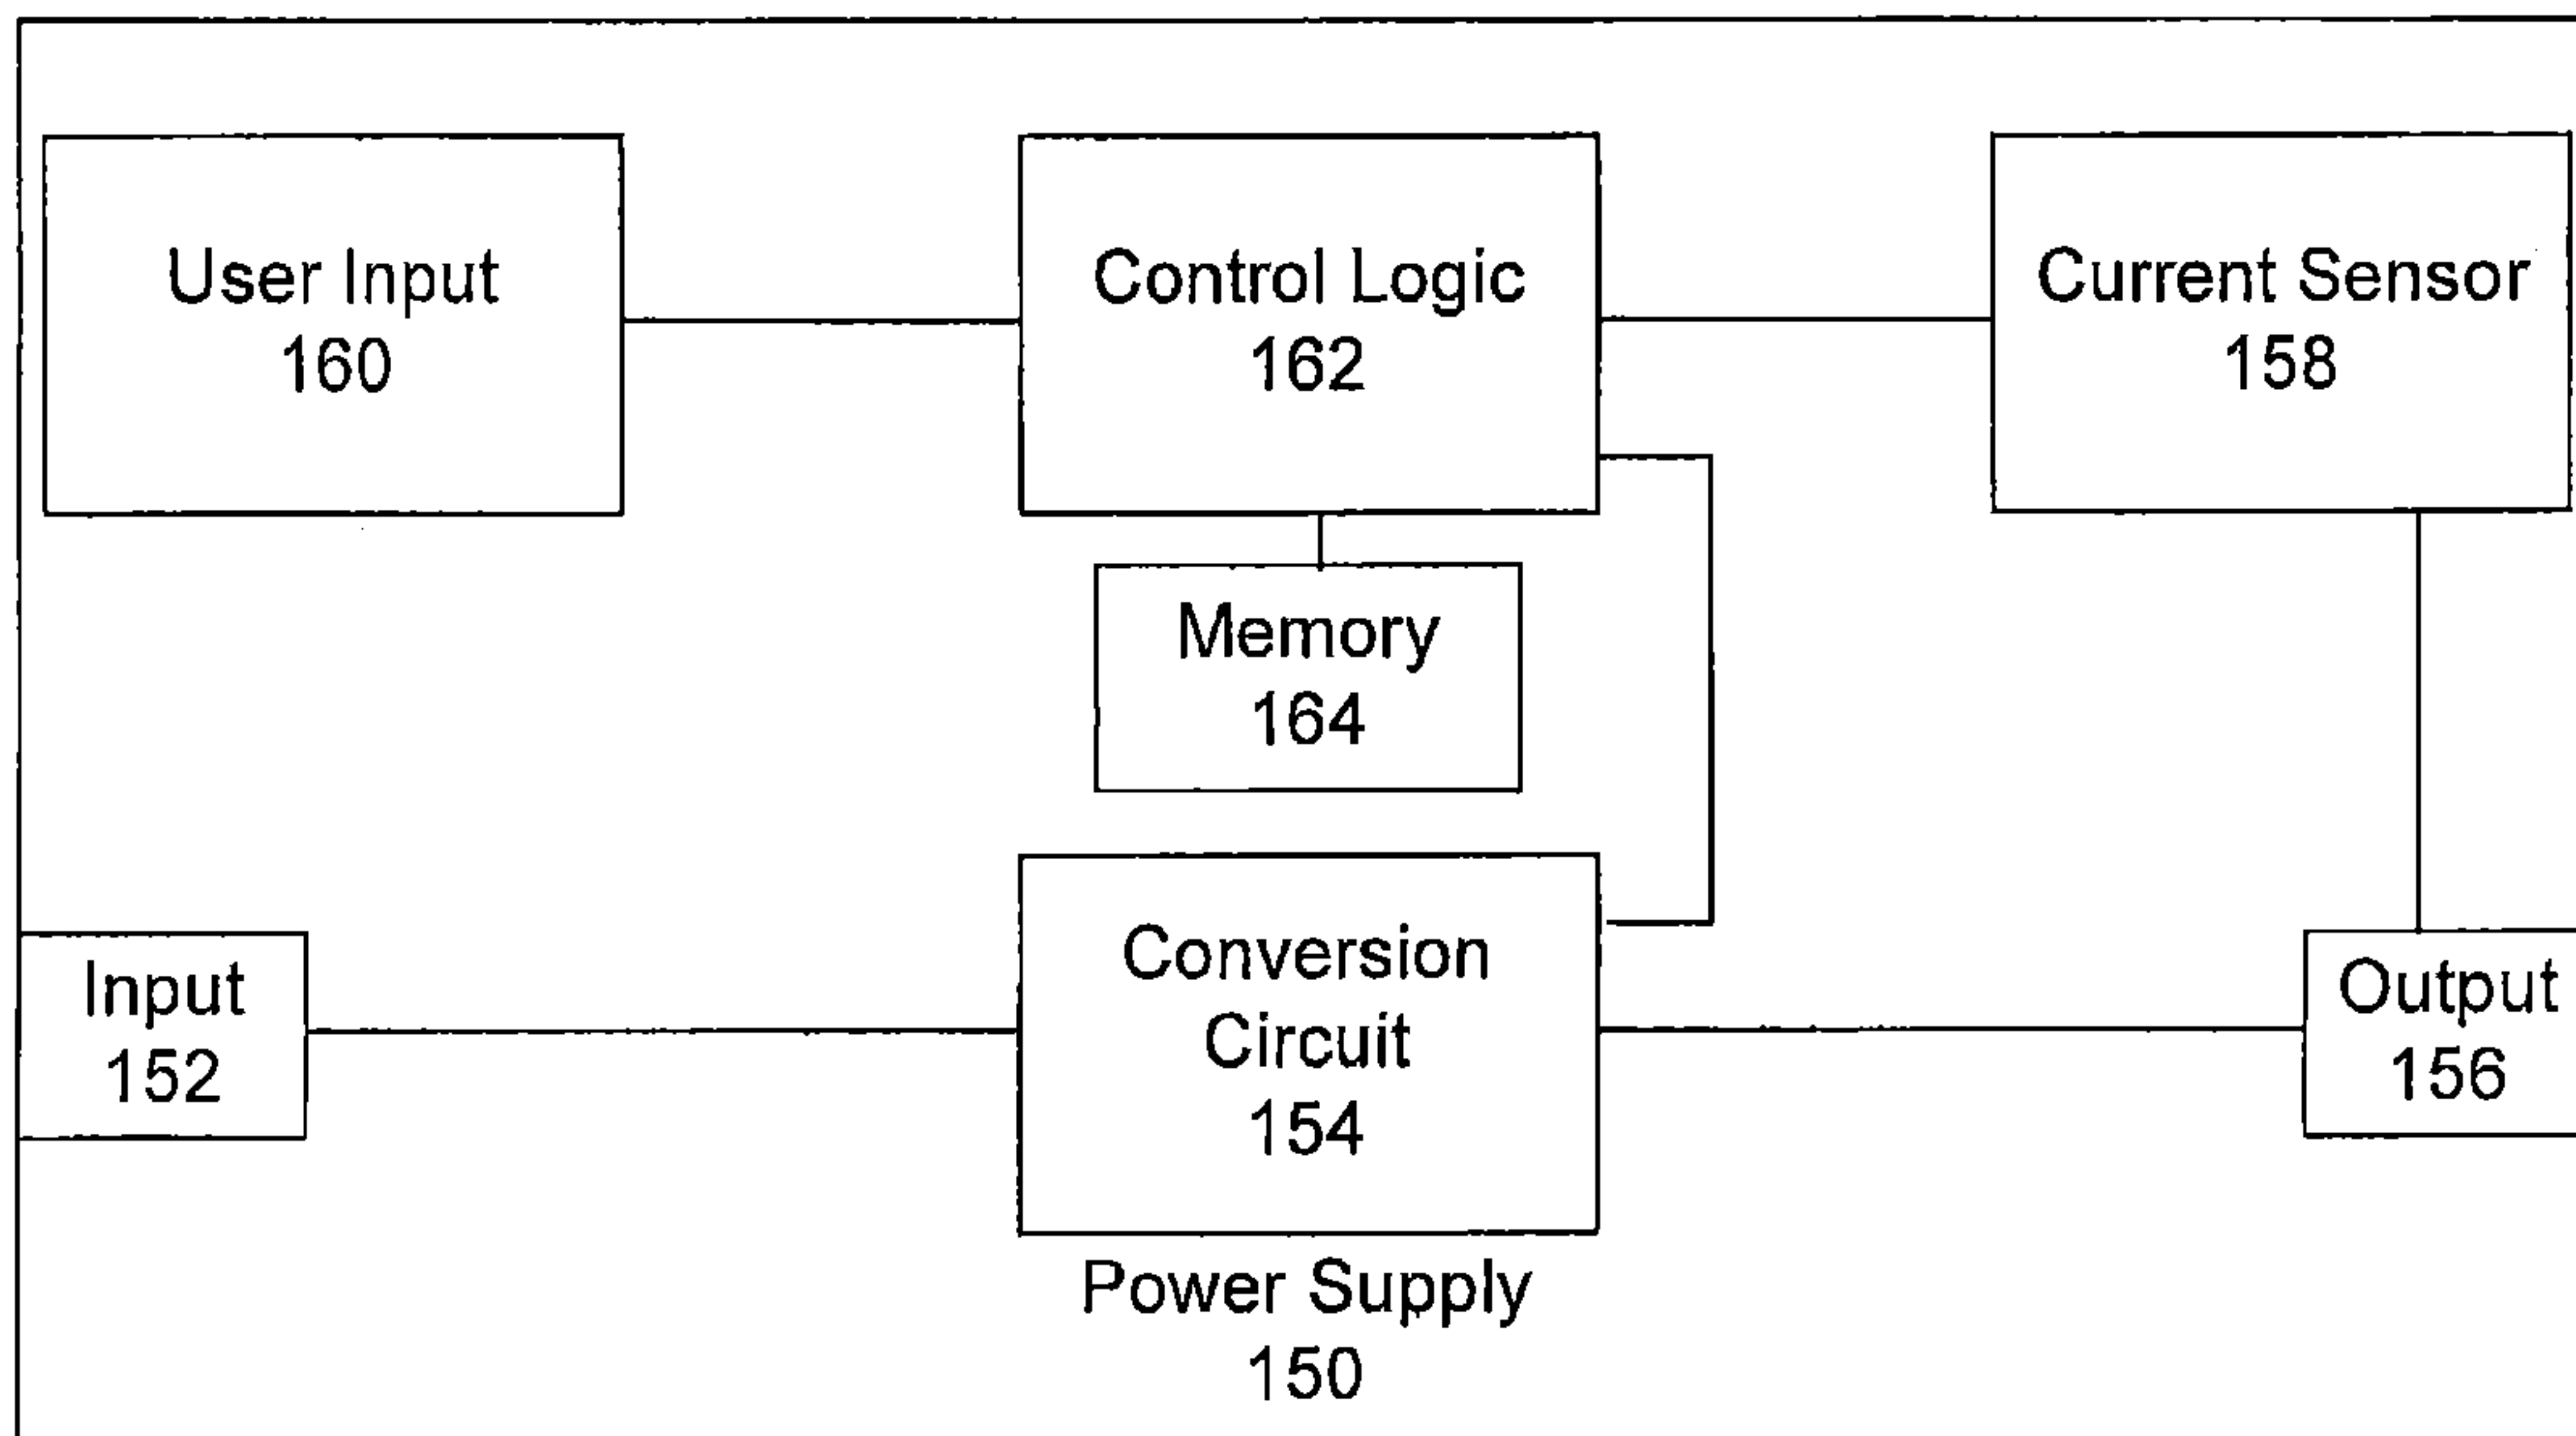 User Input
160
Control Logic
162
Current Sensor
158
Memory
164
Input
152
Conversion
Circuit
154
Output
156
Power Supply
150